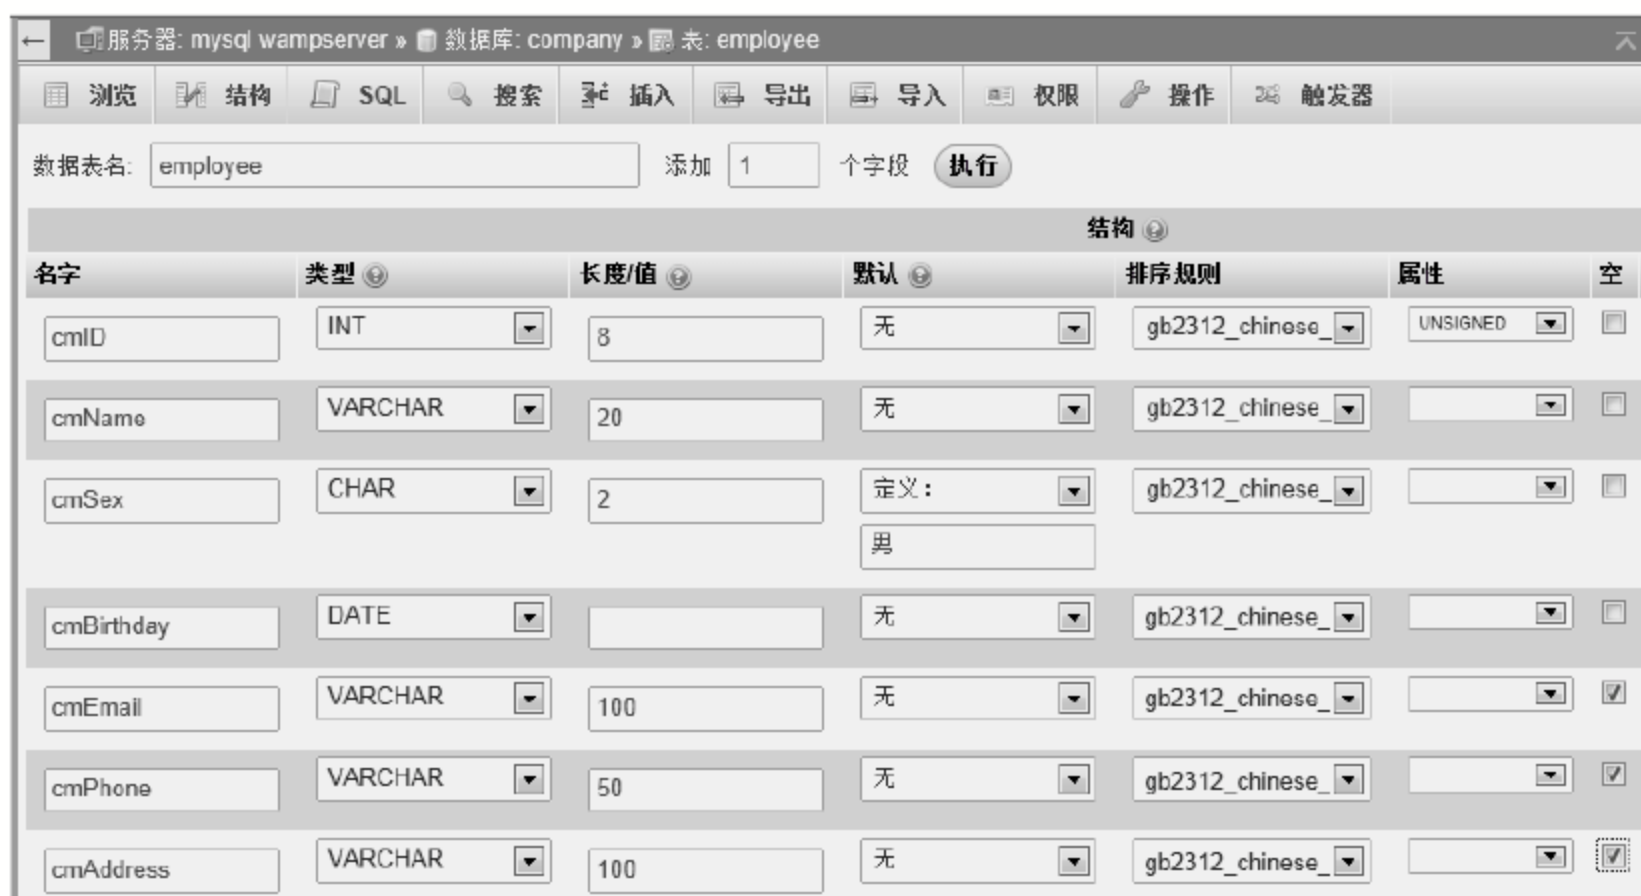 ← 服务器: mysql wampserver » 数据库: company » 表: employee
浏览 结构 SQL 搜索 插入 导出 导入 权限 操作 触发器
数据表名: employee 添加 1 个字段 执行
结构
名字 类型 长度/值 默认 排序规则 属性 空
cmID INT 8 无 gb2312_chinese_ UNSIGNED
cmName VARCHAR 20 无 gb2312_chinese_
cmSex CHAR 2 定义: gb2312_chinese_
男
cmBirthday DATE 无 gb2312_chinese_
cmEmail VARCHAR 100 无 gb2312_chinese_
cmPhone VARCHAR 50 无 gb2312_chinese_
cmAddress VARCHAR 100 无 gb2312_chinese_